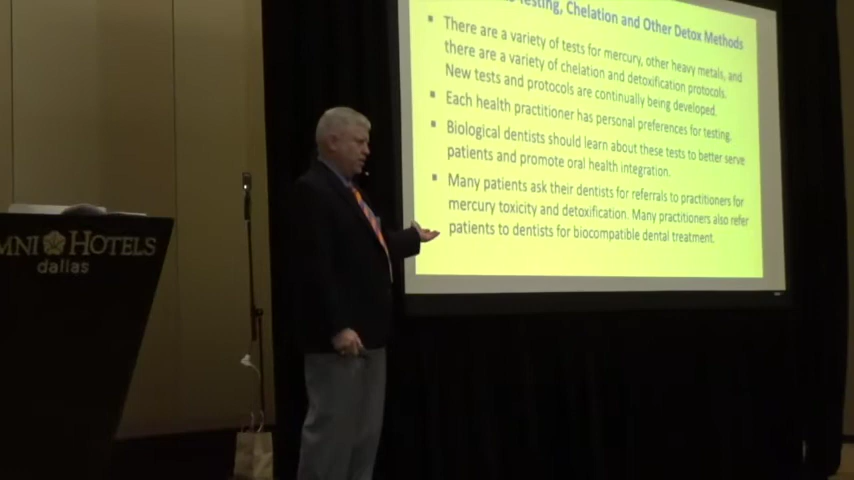 Testing, Chelation and Other Detox Methods
▪ There are a variety of tests for mercury, other heavy metals, and
there are a variety of chelation and detoxification protocols.
New tests and protocols are continually being developed.
▪ Each health practitioner has personal preferences for testing.
▪ Biological dentists should learn about these tests to better serve
patients and promote oral health integration.
▪ Many patients ask their dentists for referrals to practitioners for
mercury toxicity and detoxification. Many practitioners also refer
patients to dentists for biocompatible dental treatment.
MNI HOTELS
dallas